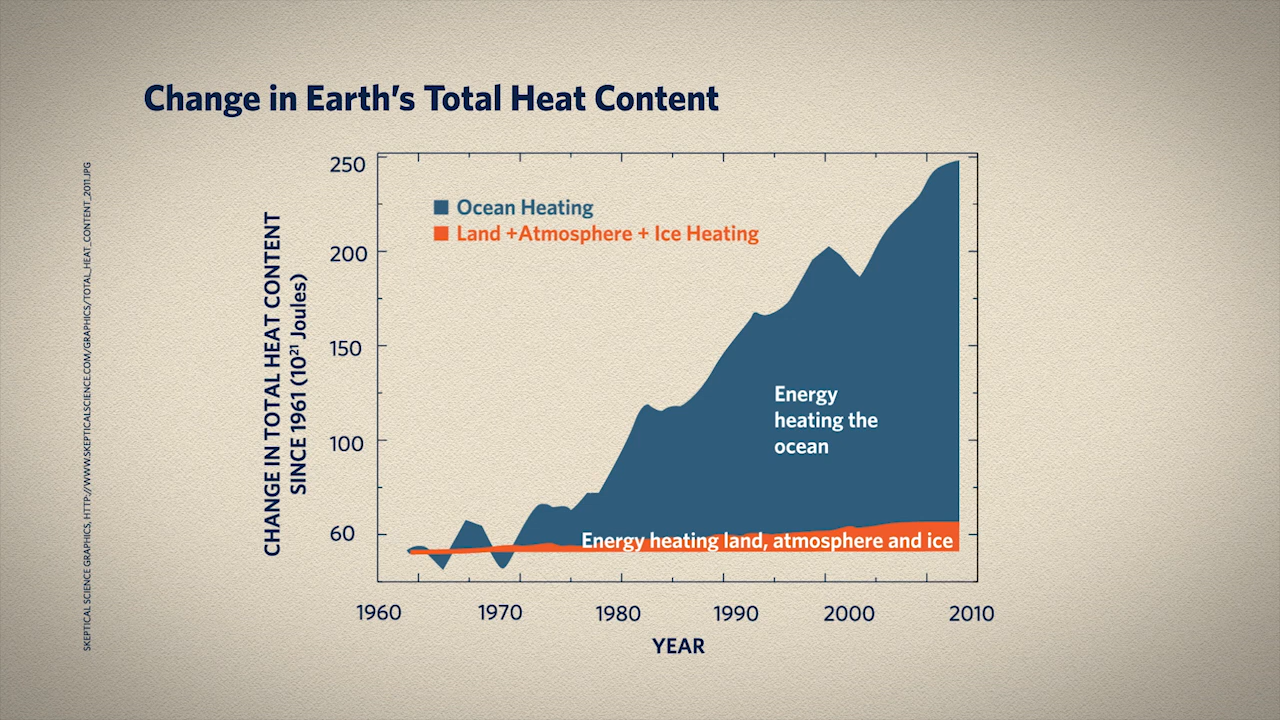 Change in Earth's Total Heat Content
SKEPTICAL SCIENCE GRAPHICS, HTTP://WWW.SKEPTICALSCIENCE.COM/GRAPHICS/TOTAL_HEAT_CONTENT_2011.JPG
CHANGE IN TOTAL HEAT CONTENT
SINCE 1961 (10²¹ Joules)
250
200
150
100
60
Ocean Heating
Land +Atmosphere + Ice Heating
Energy
heating the
ocean
Energy heating land, atmosphere and ice
1960 1970 1980 1990 2000 2010
YEAR